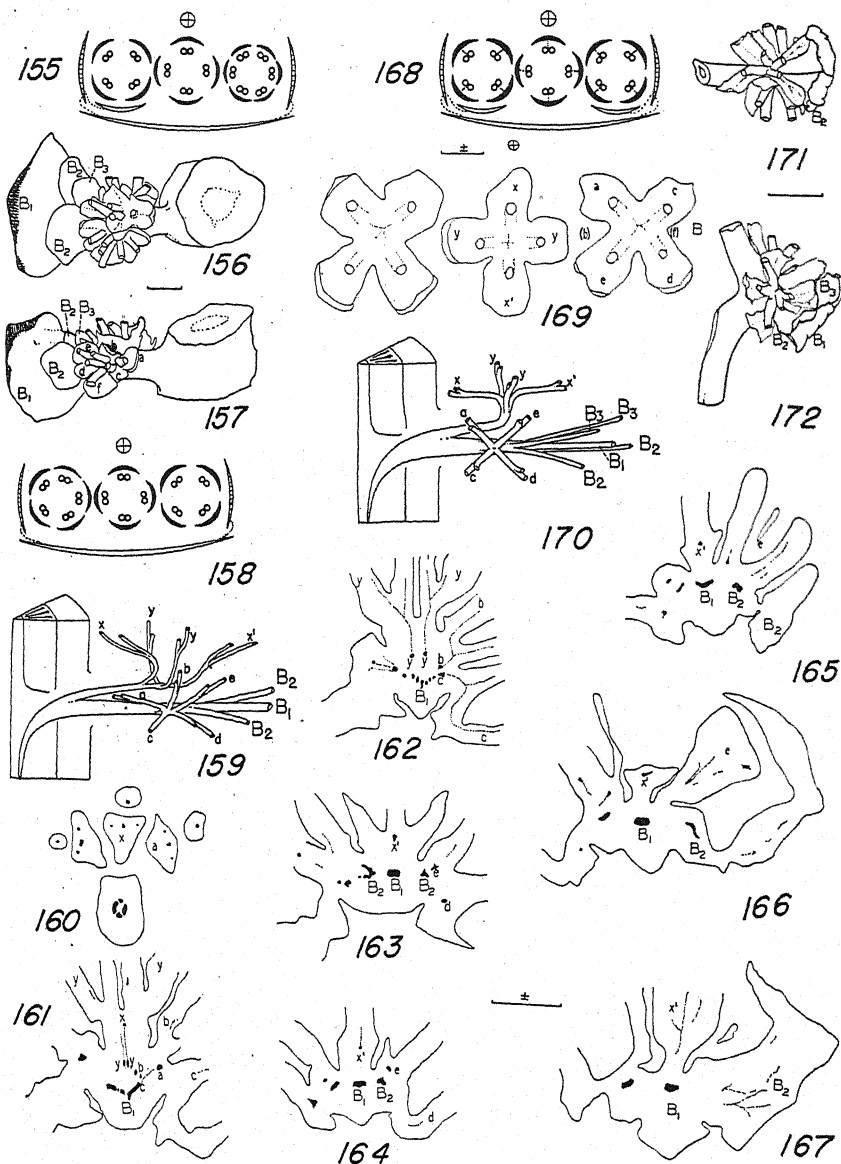 155
168
171
B₂
B₁
B₂
B₃
B₂
156
±
a
c
x
y
y
(b)
(f)
B
e
d
x'
169
B₂
B₃
a
e
d
c
f
B₂
B₁
157
B₃
B₂
B₁
172
158
x
y
y
x'
a
e
c
d
B₃
B₃
B₂
B₁
B₂
170
x
y
y
x'
b
a
e
c
d
B₂
B₁
B₂
159
y
y
b
y
y
b
c
B₁
c
162
x'
e
B₁
B₂
B₂
165
x
a
160
x'
B₂
B₁
B₂
e
d
163
x'
e
B₁
B₂
166
161
y
y
x
b
y
y
b
c
a
c
B₁
±
x'
e
B₁
B₂
d
164
x'
B₂
B₁
167